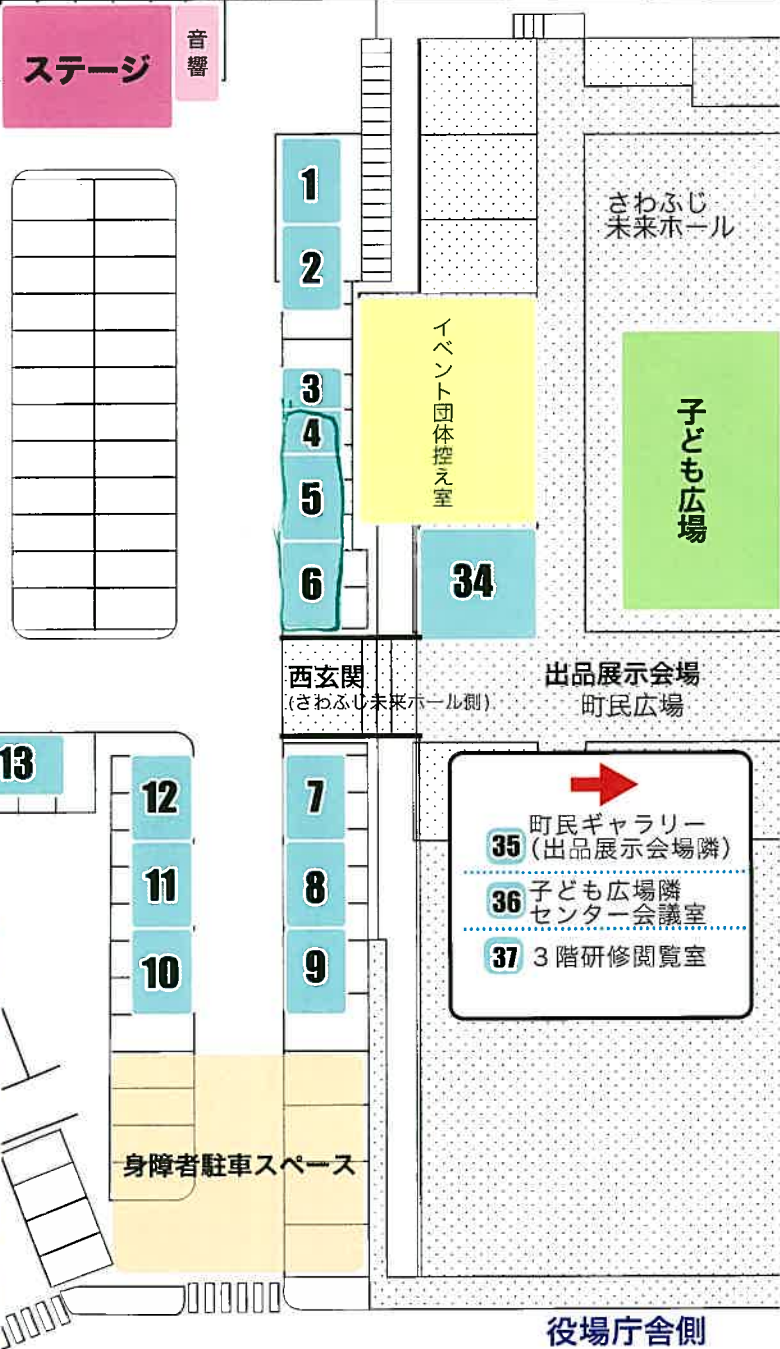 ステージ
音響
1
2
3
4
5
6
さわふじ
未来ホール
イベント団体控え室
子ども広場
34
西玄関
(さわふじ未来ホール側)
出品展示会場
町民広場
13
12
11
10
7
8
9
35 町民ギャラリー
(出品展示会場隣)
36 子ども広場隣
センター会議室
37 3階研修閲覧室
身障者駐車スペース
役場庁舎側